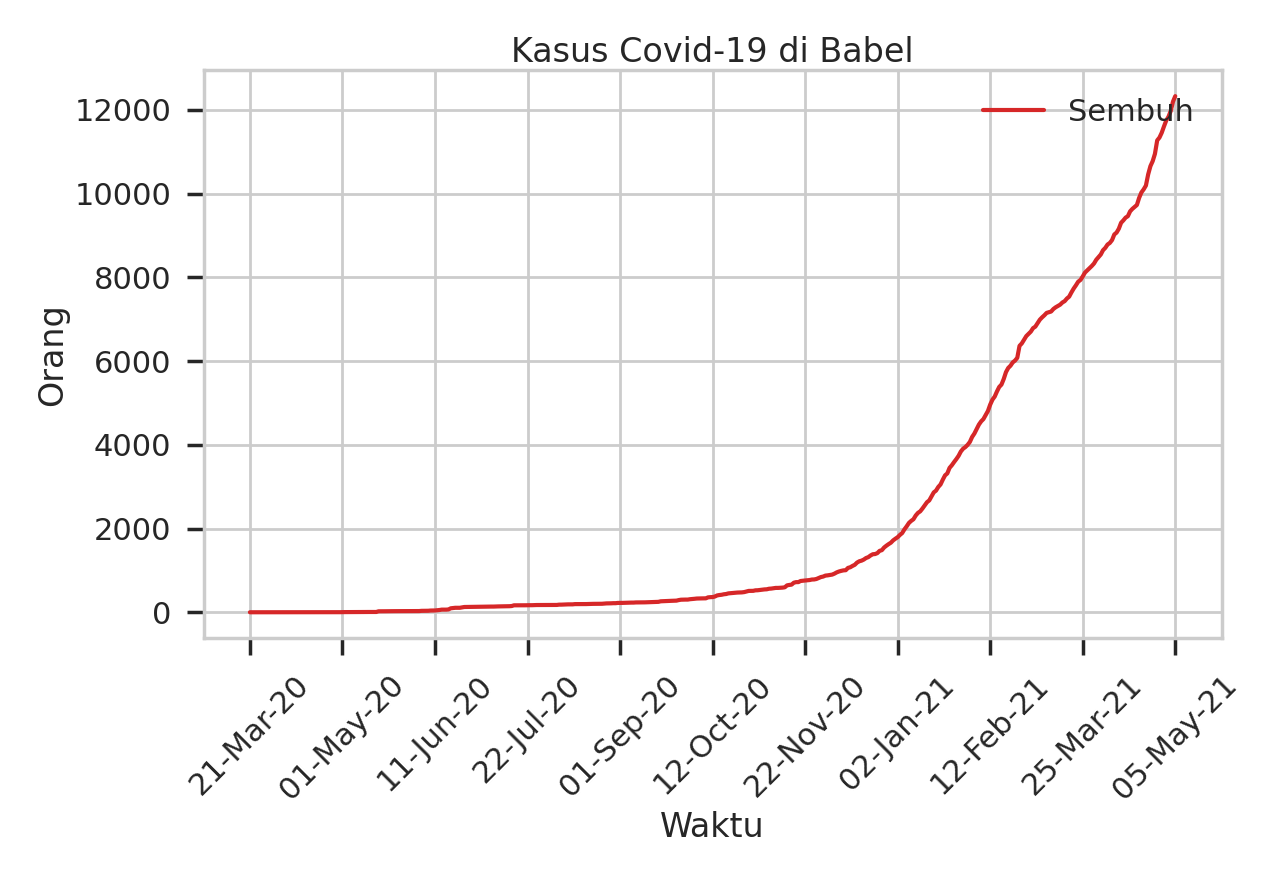 Kasus Covid-19 di Babel
Sembuh
12000
10000
8000
6000
4000
2000
0
Orang
21-Mar-20
01-May-20
11-Jun-20
22-Jul-20
01-Sep-20
12-Oct-20
22-Nov-20
02-Jan-21
12-Feb-21
25-Mar-21
05-May-21
Waktu